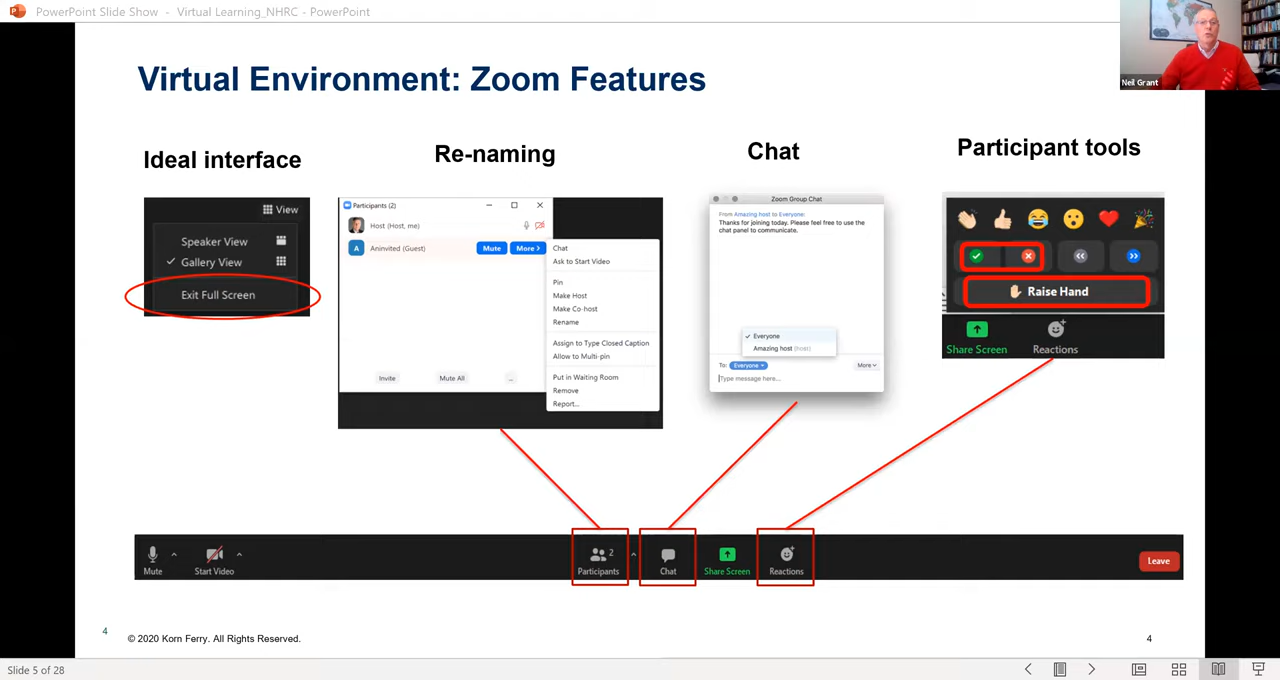 PowerPoint Slide Show - Virtual Learning_NHRC - PowerPoint
Neil Grant
Virtual Environment: Zoom Features
Ideal interface
Re-naming
Chat
Participant tools
View
Speaker View
Gallery View
Exit Full Screen
Participants (2)
Host (Host, me)
A
Aninvited (Guest)
Mute
More >
Chat
Ask to Start Video
Pin
Make Host
Make Co-host
Rename
Assign to Type Closed Caption
Allow to Multi-pin
Put in Waiting Room
Remove
Report...
Invite
Mute All
...
Zoom Group Chat
From Amazing host to Everyone:
Thanks for joining today. Please feel free to use the
chat panel to communicate.
Everyone
Amazing host (host)
To: Everyone
More
Type message here...
Raise Hand
Share Screen
Reactions
Mute
Start Video
2
Participants
Chat
Share Screen
Reactions
Leave
4
© 2020 Korn Ferry. All Rights Reserved.
4
Slide 5 of 28